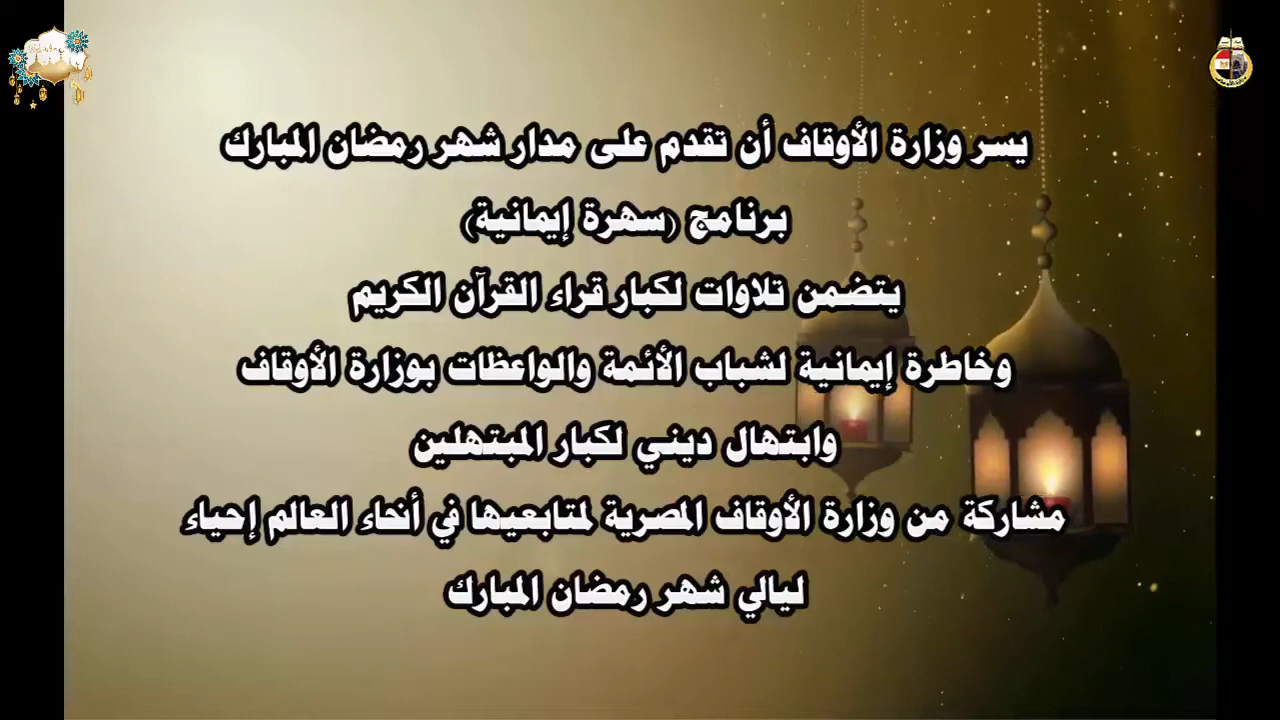 يسر وزارة الأوقاف أن تقدم على مدار شهر رمضان المبارك
برنامج (سهرة إيمانية)
يتضمن تلاوات لكبار قراء القرآن الكريم
وخاطرة إيمانية لشباب الأئمة والواعظات بوزارة الأوقاف
وابتهال ديني لكبار المبتهلين
مشاركة من وزارة الأوقاف المصرية لمتابعيها في أنحاء العالم إحياء
ليالي شهر رمضان المبارك